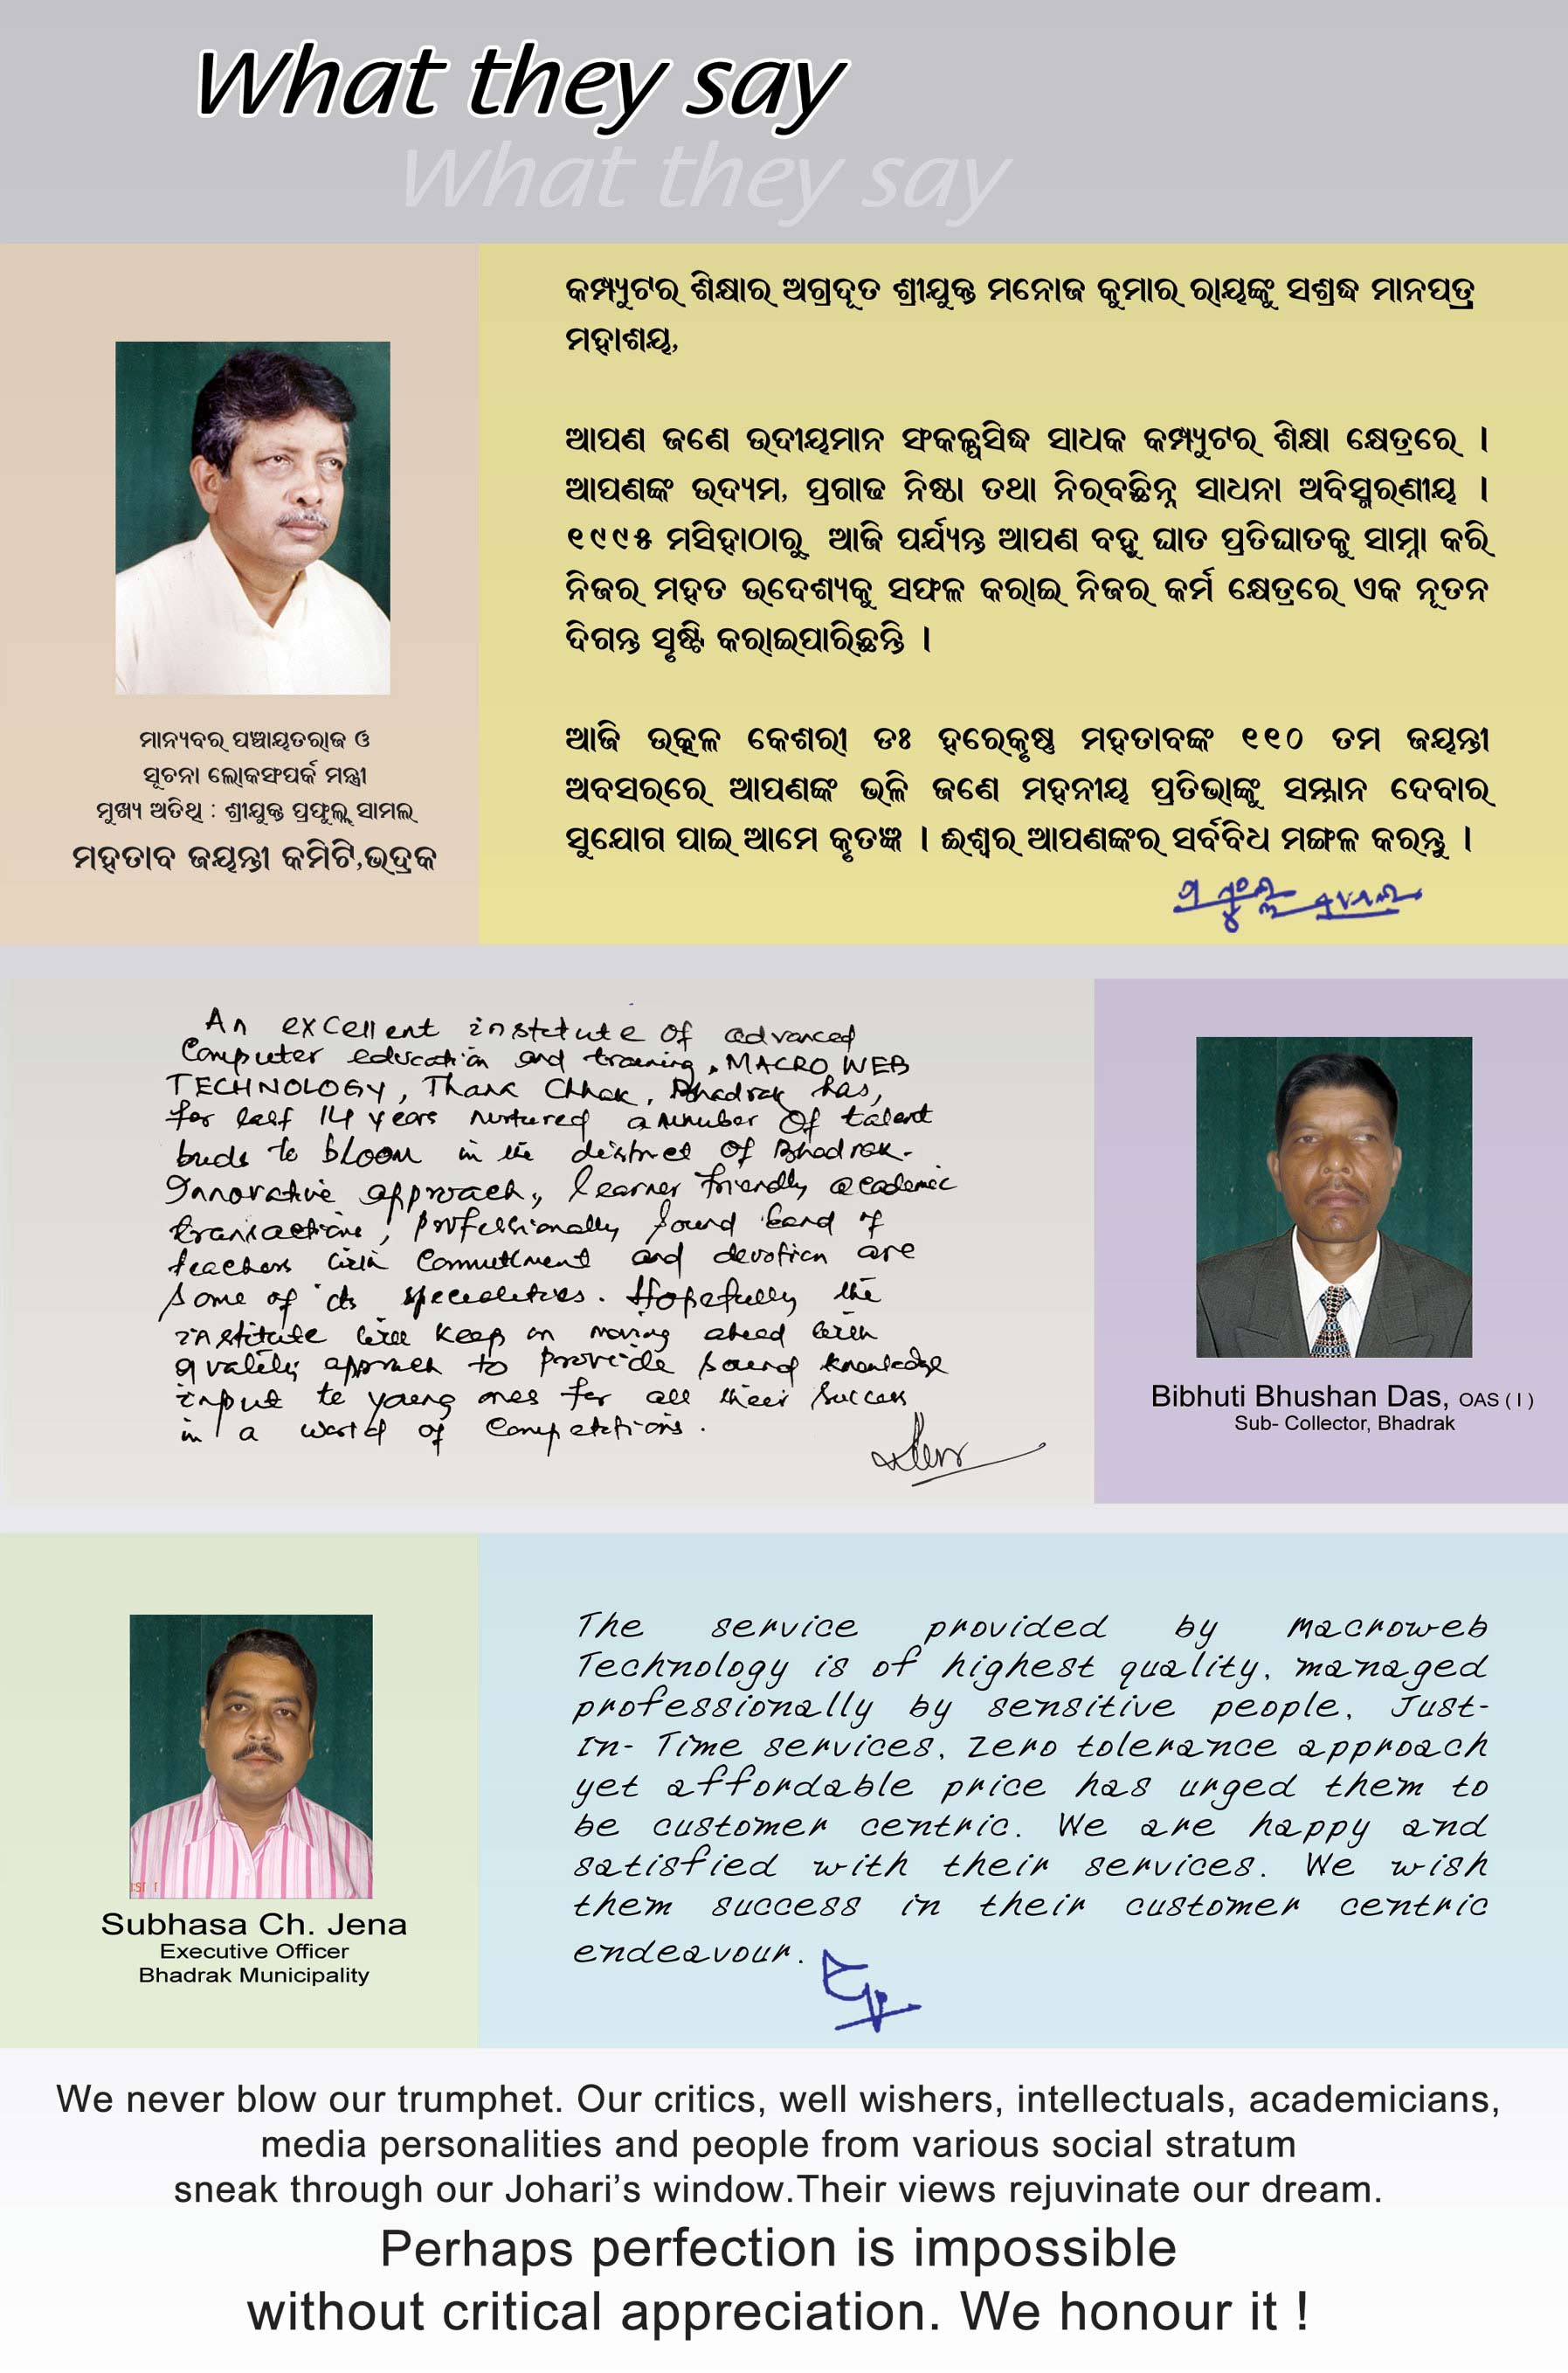 What they say
What they say
କମ୍ପ୍ୟୁଟର ଶିକ୍ଷାର ଅଗ୍ରଦୂତ ଶ୍ରୀଯୁକ୍ତ ମନୋଜ କୁମାର ରାୟଙ୍କୁ ସଶ୍ରଦ୍ଧ ମାନପତ୍ର
ମହାଶୟ,
ଆପଣ ଜଣେ ଉଦୀୟମାନ ସଂକଳ୍ପସିଦ୍ଧ ସାଧକ କମ୍ପ୍ୟୁଟର ଶିକ୍ଷା କ୍ଷେତ୍ରରେ ।
ଆପଣଙ୍କ ଉଦ୍ୟମ, ପ୍ରଗାଢ ନିଷ୍ଠା ତଥା ନିରବଛିନ୍ନ ସାଧନା ଅବିସ୍ମରଣୀୟ ।
୧୯୯୫ ମସିହାଠାରୁ ଆଜି ପର୍ଯ୍ୟନ୍ତ ଆପଣ ବହୁ ଘାତ ପ୍ରତିଘାତକୁ ସାମ୍ନା କରି
ନିଜର ମହତ ଉଦେଶ୍ୟକୁ ସଫଳ କରାଇ ନିଜର କର୍ମ କ୍ଷେତ୍ରରେ ଏକ ନୂତନ
ଦିଗନ୍ତ ସୃଷ୍ଟି କରାଇପାରିଛନ୍ତି ।
ଆଜି ଉତ୍କଳ କେଶରୀ ଡଃ ହରେକୃଷ୍ଣ ମହତାବଙ୍କ ୧୧୦ ତମ ଜୟନ୍ତୀ
ଅବସରରେ ଆପଣଙ୍କ ଭଳି ଜଣେ ମହନୀୟ ପ୍ରତିଭାଙ୍କୁ ସମ୍ମାନ ଦେବାର
ସୁଯୋଗ ପାଇ ଆମେ କୃତଜ୍ଞ । ଈଶ୍ୱର ଆପଣଙ୍କର ସର୍ବବିଧ ମଙ୍ଗଳ କରନ୍ତୁ ।
ପ୍ରଫୁଲ୍ଲ ସାମଲ
ମାନ୍ୟବର ପଞ୍ଚାୟତରାଜ ଓ
ସୂଚନା ଲୋକସଂପର୍କ ମନ୍ତ୍ରୀ
ମୁଖ୍ୟ ଅତିଥି : ଶ୍ରୀଯୁକ୍ତ ପ୍ରଫୁଲ୍ଲ ସାମଲ
ମହତାବ ଜୟନ୍ତୀ କମିଟି,ଭଦ୍ରକ
An excellent institute of advanced
Computer education and training, MACRO WEB
TECHNOLOGY, Thana Chhak, Bhadrak has,
for last 14 years nurtured a number of talent
buds to bloom in the district of Bhadrak.
Innovative approach, learner friendly academic
transactions, professionally sound band of
teachers with commitment and devotion are
some of its specialities. Hopefully the
institute will keep on moving ahead with
quality approach to provide sound knowledge
input to young ones for all their success
in a world of competitions.
Bibhuti Bhushan Das, OAS ( I )
Sub- Collector, Bhadrak
The service provided by macroweb
Technology is of highest quality, managed
professionally by sensitive people. Just-
In- Time services, zero tolerance approach
yet affordable price has urged them to
be customer centric. We are happy and
satisfied with their services. We wish
them success in their customer centric
endeavour.
Subhasa Ch. Jena
Executive Officer
Bhadrak Municipality
We never blow our trumphet. Our critics, well wishers, intellectuals, academicians,
media personalities and people from various social stratum
sneak through our Johari’s window.Their views rejuvinate our dream.
Perhaps perfection is impossible
without critical appreciation. We honour it !